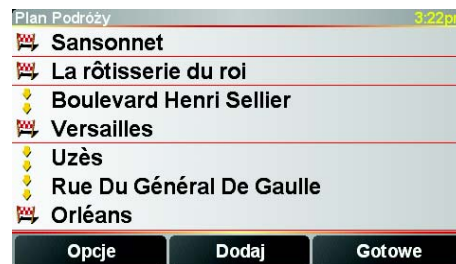 Plan Podróży 3:22pm
Sansonnet
La rôtisserie du roi
Boulevard Henri Sellier
Versailles
Uzès
Rue Du Général De Gaulle
Orléans
Opcje Dodaj Gotowe